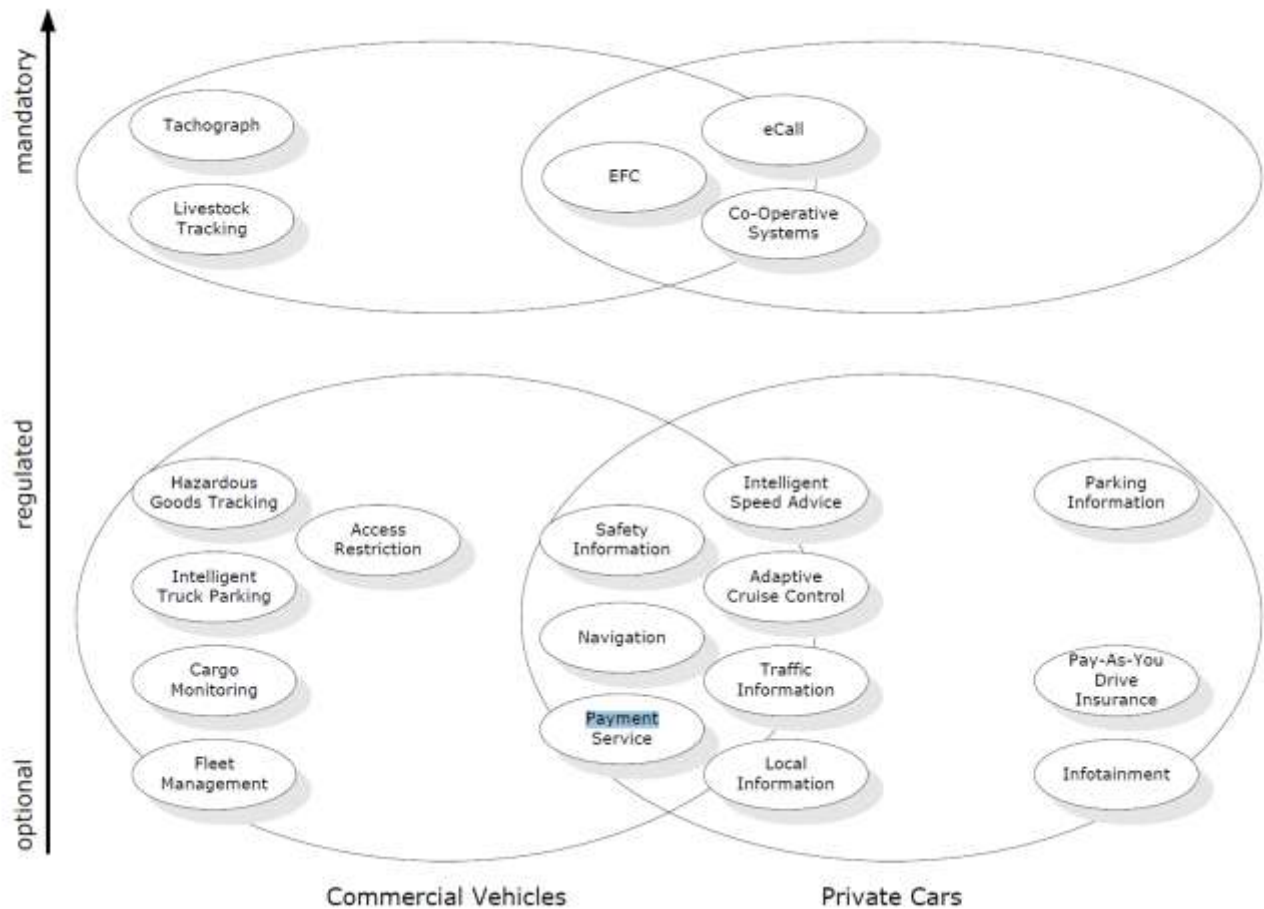 mandatory
Tachograph
eCall
EFC
Livestock
Tracking
Co-Operative
Systems
regulated
Hazardous
Goods Tracking
Intelligent
Speed Advice
Parking
Information
Access
Restriction
Safety
Information
Intelligent
Truck Parking
Adaptive
Cruise Control
Navigation
Cargo
Monitoring
Traffic
Information
Pay-As-You
Drive
Insurance
Payment
Service
optional
Fleet
Management
Local
Information
Infotainment
Commercial Vehicles
Private Cars